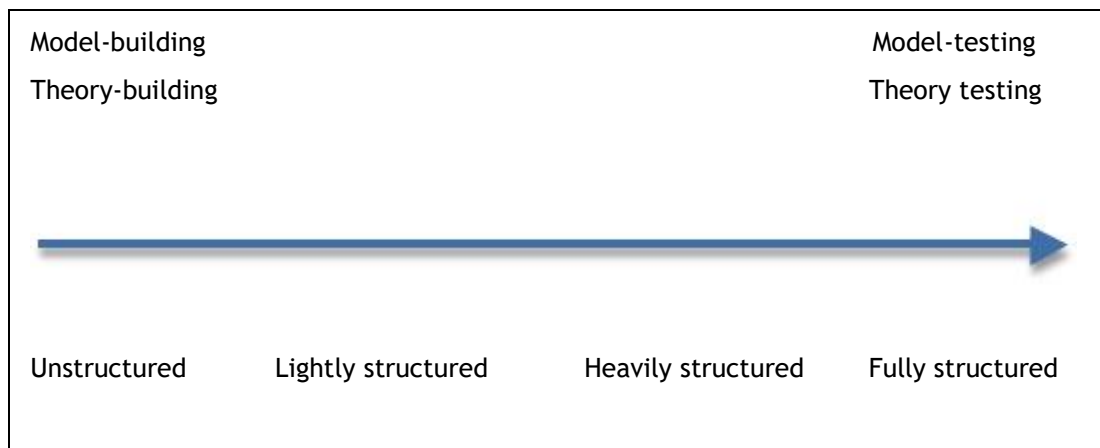 Model-building Model-testing
Theory-building Theory testing
Unstructured Lightly structured Heavily structured Fully structured